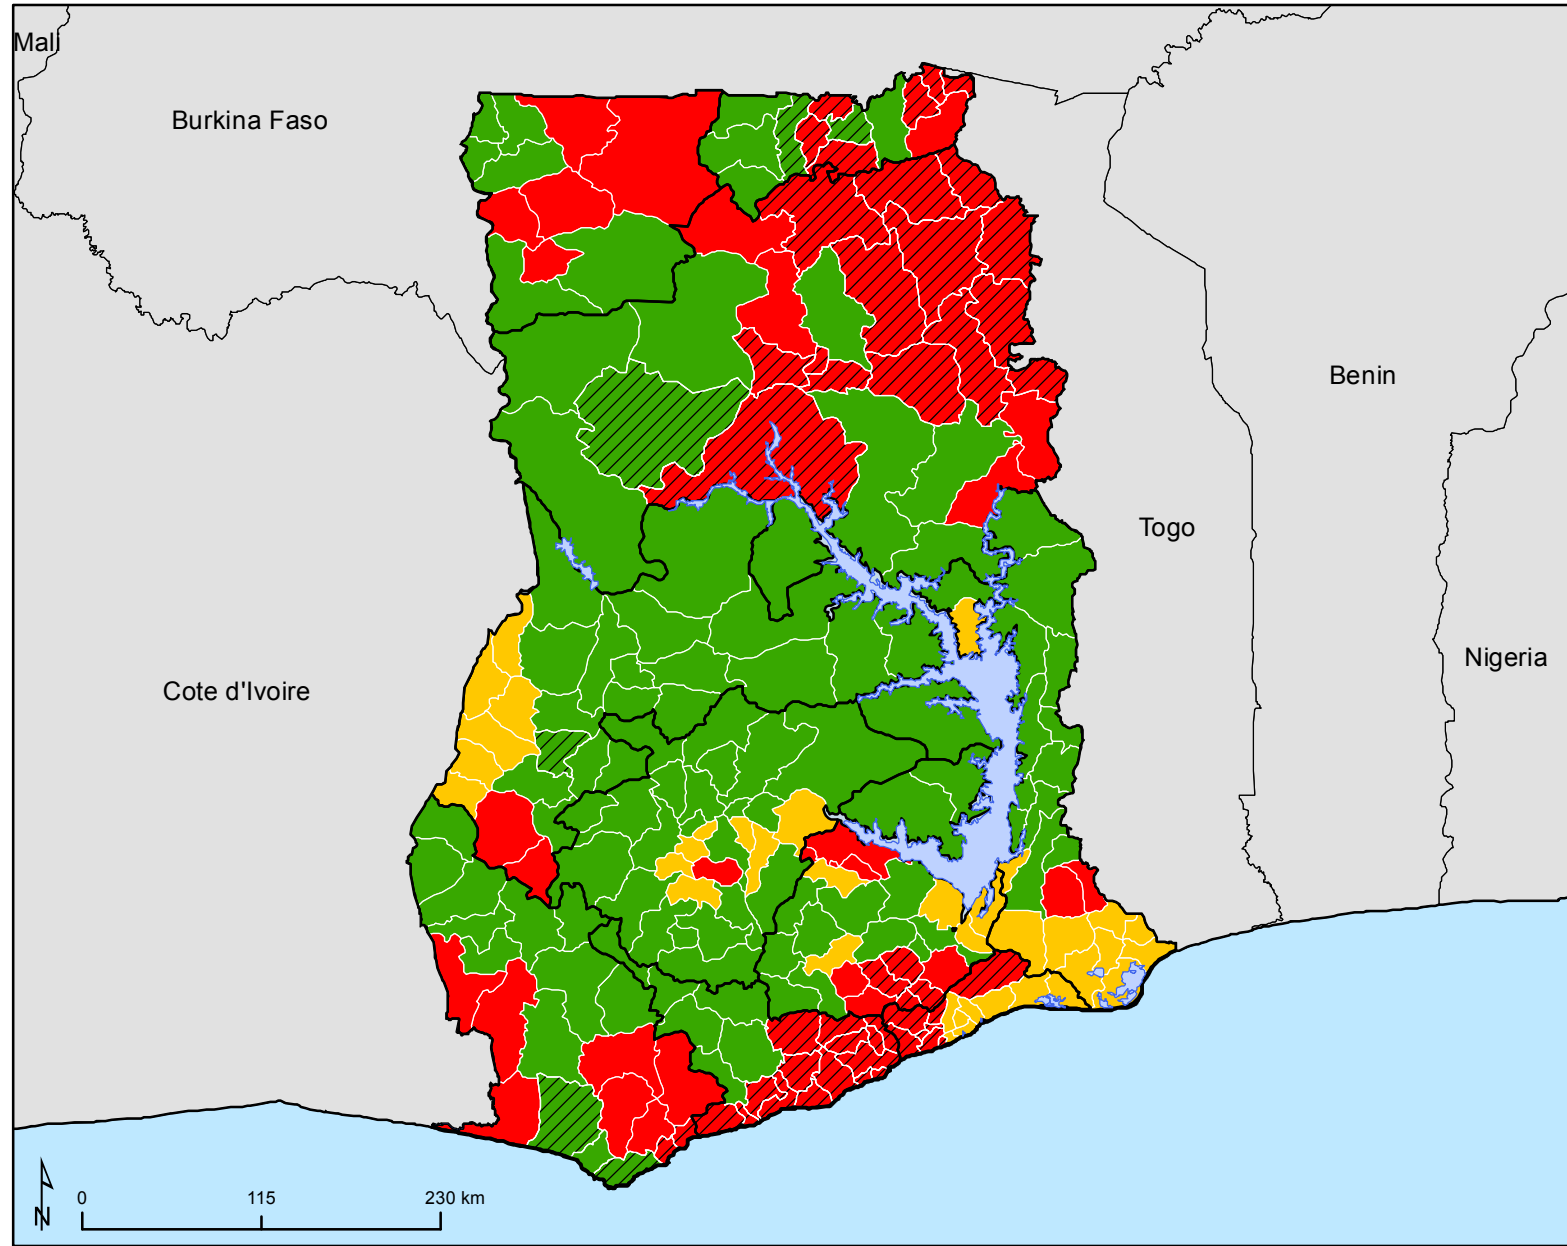 Mali
Burkina Faso
Benin
Togo
Nigeria
Cote d'Ivoire
N
0 115 230 km